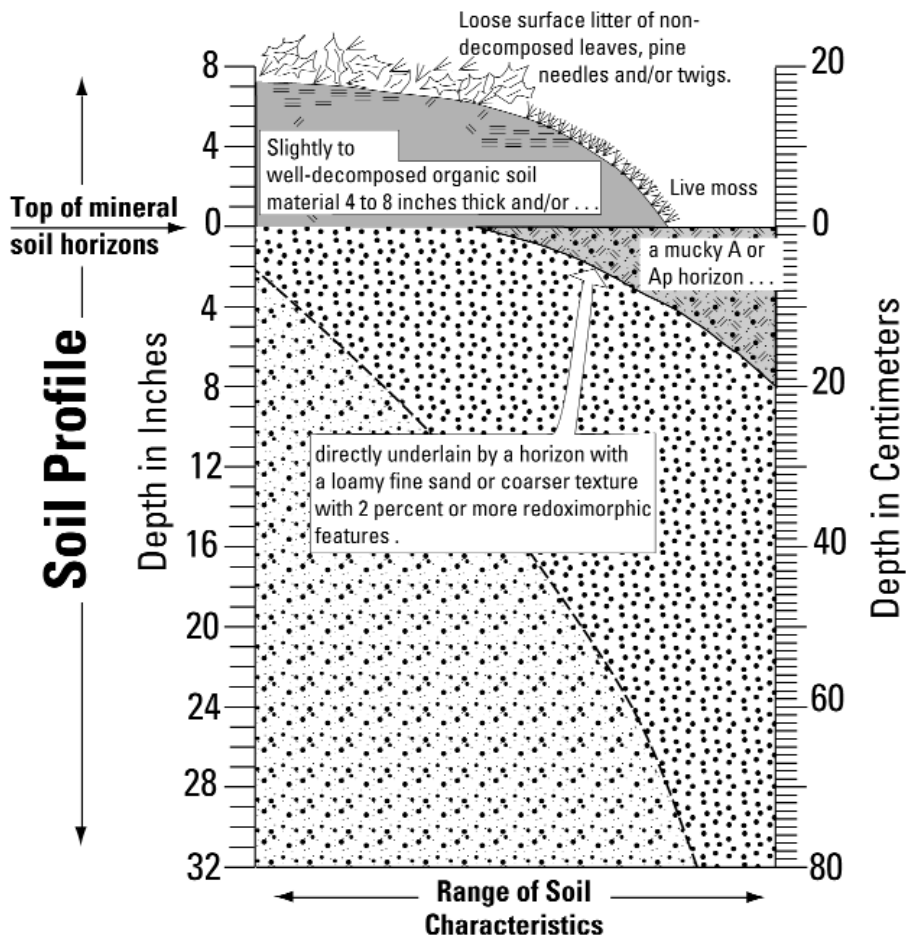 Loose surface litter of non-
decomposed leaves, pine
needles and/or twigs.
8
4
0
4
8
12
16
20
24
28
32
20
0
20
40
60
80
Slightly to
well-decomposed organic soil
material 4 to 8 inches thick and/or . . .
Live moss
Top of mineral
soil horizons
a mucky A or
Ap horizon . . .
Soil Profile
Depth in Inches
Depth in Centimeters
directly underlain by a horizon with
a loamy fine sand or coarser texture
with 2 percent or more redoximorphic
features .
Range of Soil
Characteristics